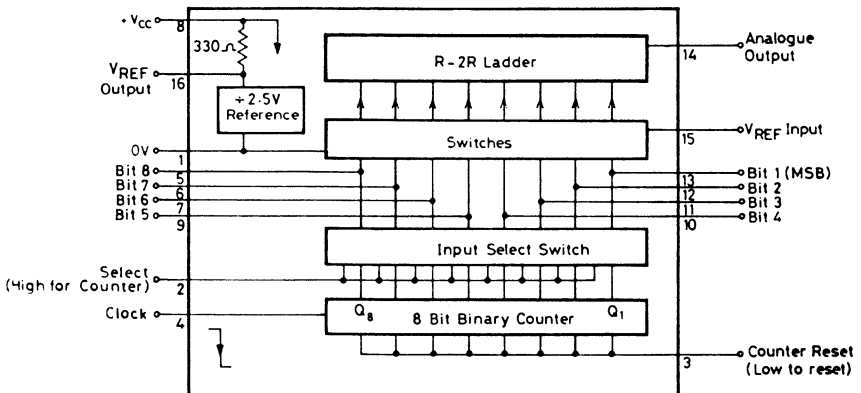 +VCC
8
330Ω
VREF
Output
16
÷2·5V
Reference
0V
1
Bit 8
5
Bit 7
6
Bit 6
7
Bit 5
9
Select
(High for Counter)
2
Clock
4
R-2R Ladder
Switches
Input Select Switch
Q8
8 Bit Binary Counter
Q1
Analogue
Output
14
VREF Input
15
Bit 1 (MSB)
13
Bit 2
12
Bit 3
11
Bit 4
10
Counter Reset
(Low to reset)
3